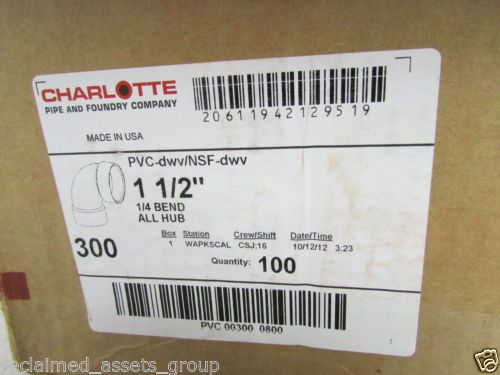 CHARLOTTE
PIPE AND FOUNDRY COMPANY
20611942129519
MADE IN USA
PVC-dwv/NSF-dwv
1 1/2"
1/4 BEND
ALL HUB
300
Box Station Crew/Shift Date/Time
1 WAPKSCAL CSJ;16 10/12/12 3:23
Quantity: 100
PVC 00300 0800
1
eclaimed_assets_group
ebay